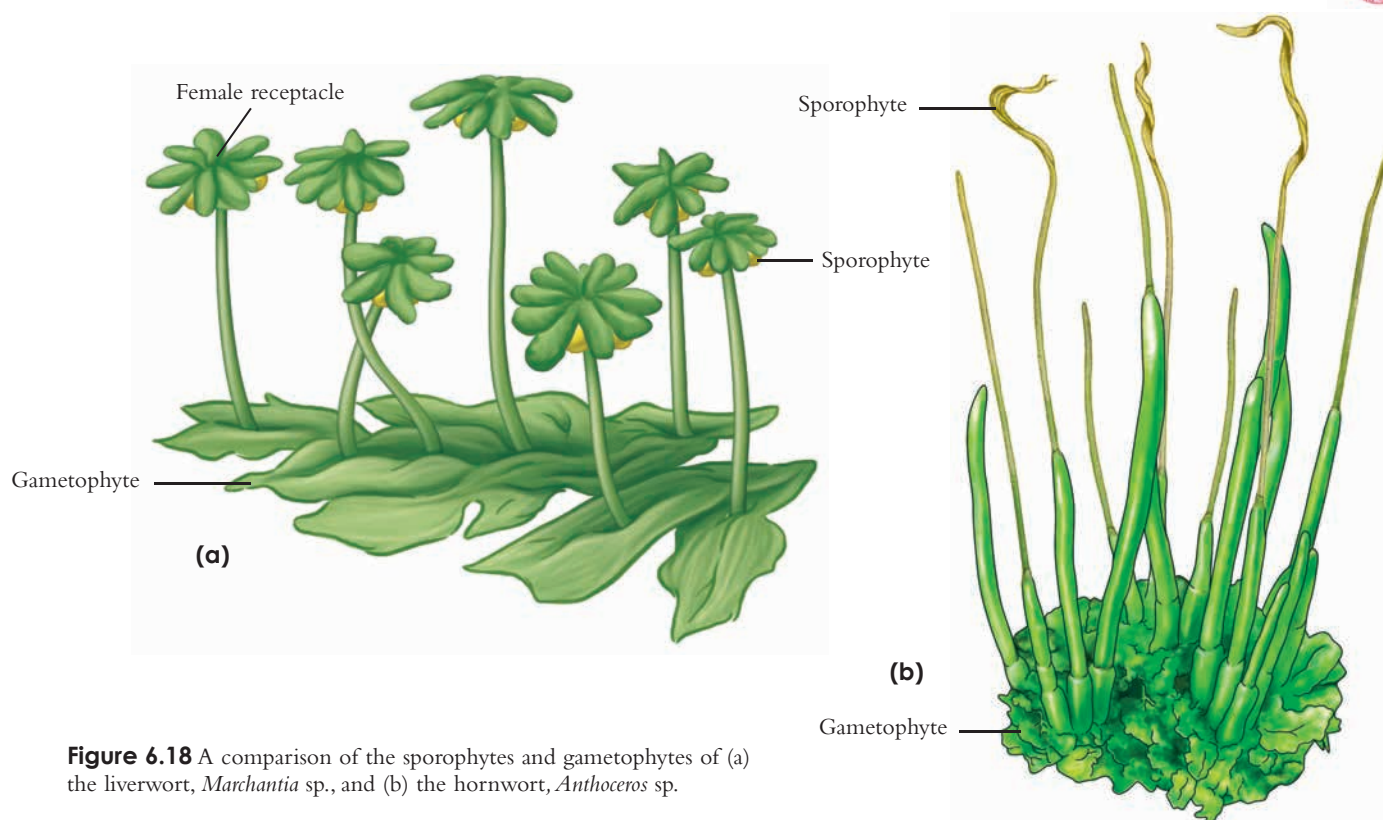 Female receptacle
Sporophyte
Gametophyte
(a)
Sporophyte
(b)
Gametophyte
Figure 6.18 A comparison of the sporophytes and gametophytes of (a)
the liverwort, Marchantia sp., and (b) the hornwort, Anthoceros sp.